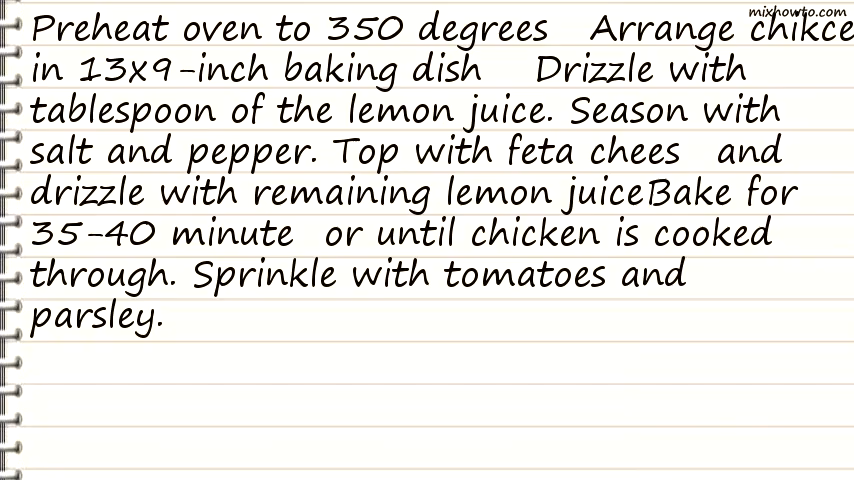 mixhowto.com
Preheat oven to 350 degrees Arrange chikce
in 13x9-inch baking dish Drizzle with
tablespoon of the lemon juice. Season with
salt and pepper. Top with feta chees and
drizzle with remaining lemon juiceBake for
35-40 minute or until chicken is cooked
through. Sprinkle with tomatoes and
parsley.